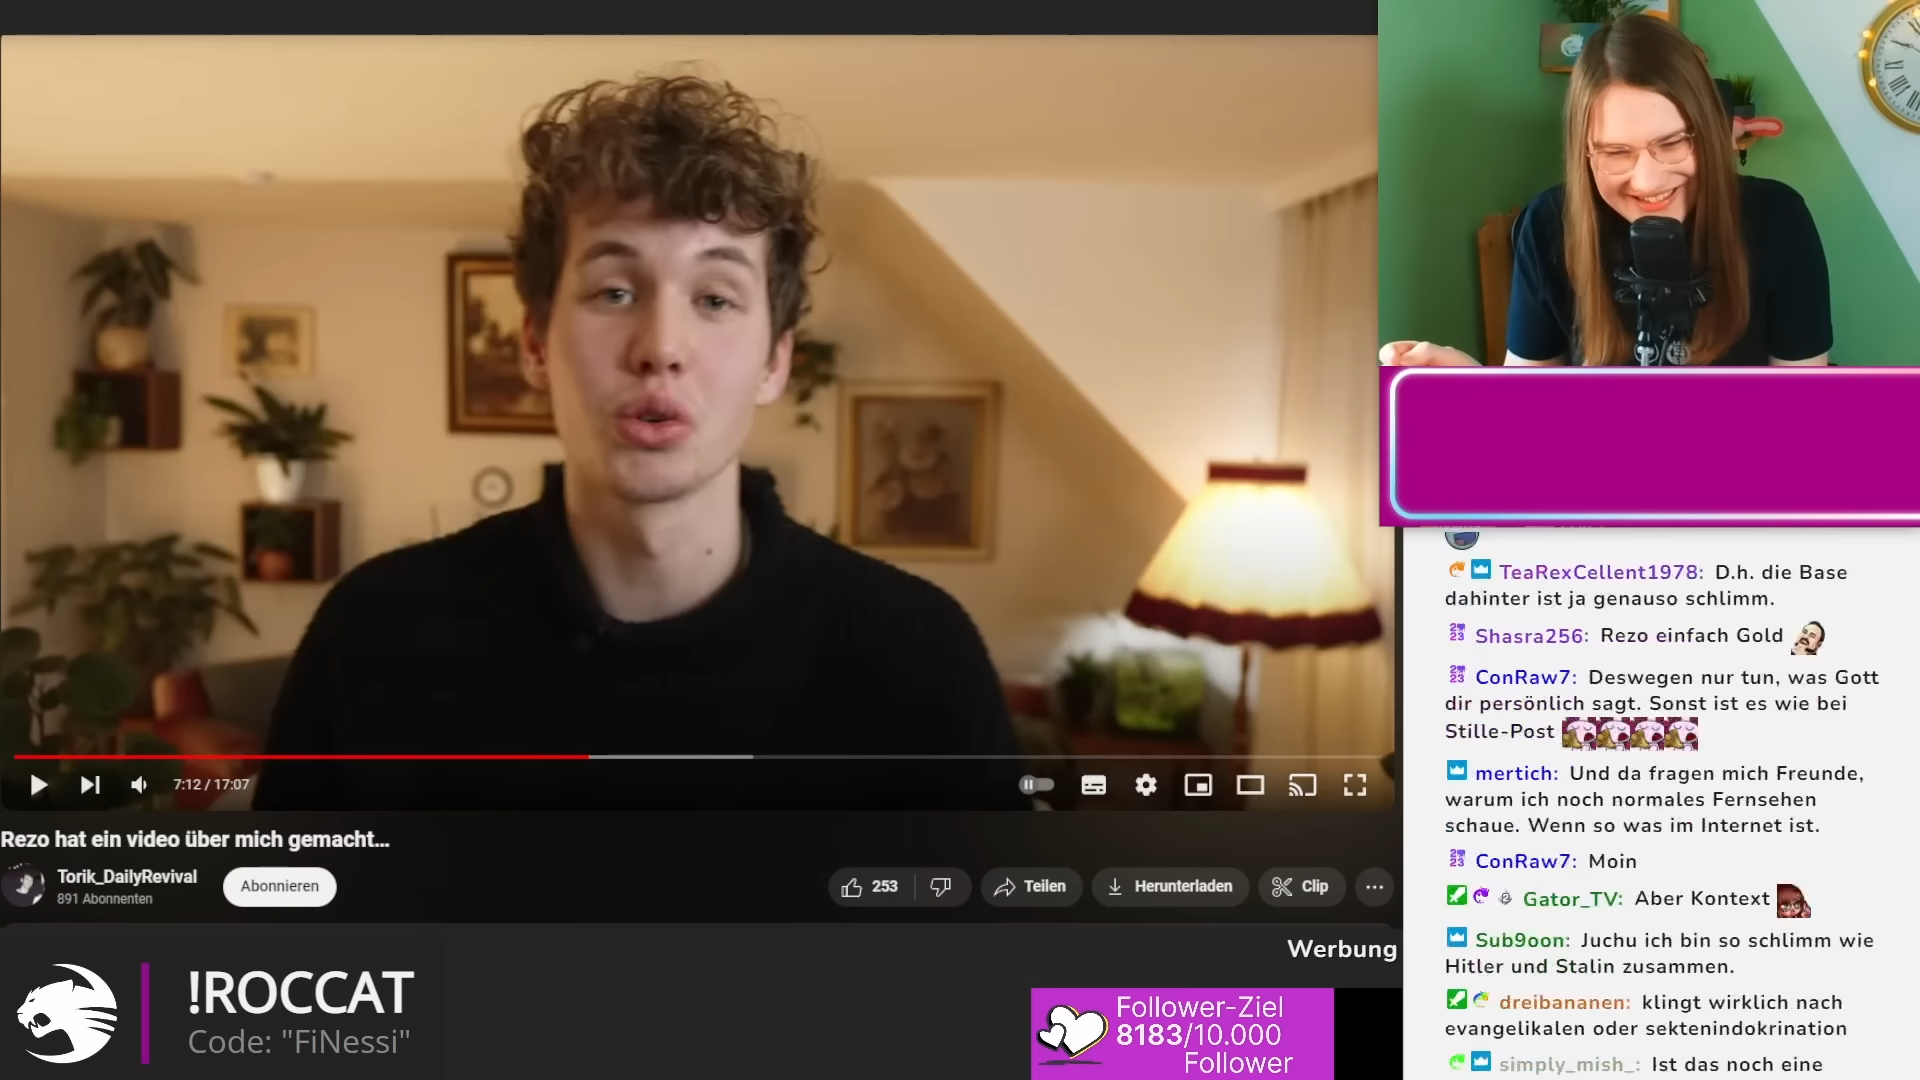 7:12 / 17:07
Rezo hat ein video über mich gemacht...
Torik_DailyRevival
891 Abonnenten
Abonnieren
253
Teilen
Herunterladen
Clip
Werbung
!ROCCAT
Code: "FiNessi"
Follower-Ziel
8183/10.000
Follower
TeaRexCellent1978: D.h. die Base
dahinter ist ja genauso schlimm.
Shasra256: Rezo einfach Gold
ConRaw7: Deswegen nur tun, was Gott
dir persönlich sagt. Sonst ist es wie bei
Stille-Post
mertich: Und da fragen mich Freunde,
warum ich noch normales Fernsehen
schaue. Wenn so was im Internet ist.
ConRaw7: Moin
Gator_TV: Aber Kontext
Sub9oon: Juchu ich bin so schlimm wie
Hitler und Stalin zusammen.
dreibananen: klingt wirklich nach
evangelikalen oder sektenindokrination
simply_mish_: Ist das noch eine